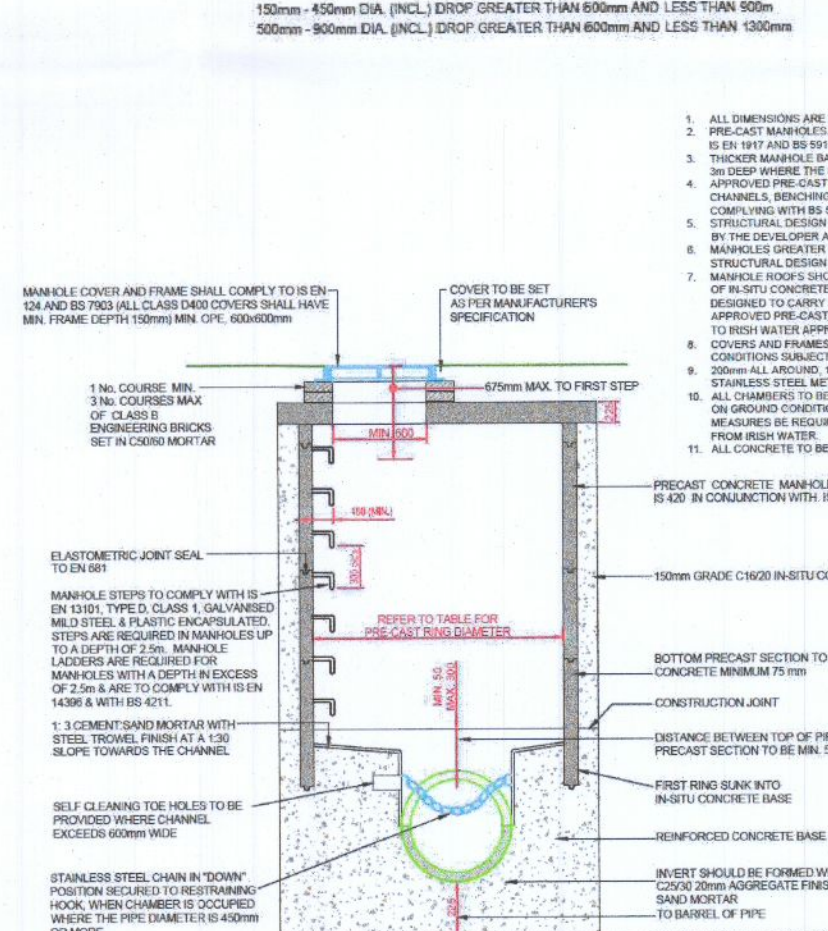 150mm - 450mm DIA. (INCL.) DROP GREATER THAN 600mm AND LESS THAN 900m
500mm - 900mm DIA. (INCL.) DROP GREATER THAN 600mm AND LESS THAN 1300mm
1. ALL DIMENSIONS ARE
2. PRE-CAST MANHOLES
IS EN 1917 AND BS 591
3. THICKER MANHOLE BA
3m DEEP WHERE THE
4. APPROVED PRE-CAST
CHANNELS, BENCHING
COMPLYING WITH BS 5
5. STRUCTURAL DESIGN
BY THE DEVELOPER A
6. MANHOLES GREATER
STRUCTURAL DESIGN
7. MANHOLE ROOFS SHO
OF IN-SITU CONCRETE
DESIGNED TO CARRY
APPROVED PRE-CAST
TO IRISH WATER APPR
8. COVERS AND FRAMES
CONDITIONS SUBJECT
9. 200mm ALL AROUND, 1
STAINLESS STEEL MET
10. ALL CHAMBERS TO BE
ON GROUND CONDITIO
MEASURES BE REQUI
FROM IRISH WATER.
11. ALL CONCRETE TO BE
MANHOLE COVER AND FRAME SHALL COMPLY TO IS EN
124 AND BS 7903 (ALL CLASS D400 COVERS SHALL HAVE
MIN. FRAME DEPTH 150mm) MIN. OPE, 600x600mm
COVER TO BE SET
AS PER MANUFACTURER'S
SPECIFICATION
1 No. COURSE MIN.
3 No. COURSES MAX
OF CLASS B
ENGINEERING BRICKS
SET IN C50/60 MORTAR
675mm MAX. TO FIRST STEP
225
MIN. 600
PRECAST CONCRETE MANHOLE
IS 420 IN CONJUNCTION WITH IS
(MIN.)
ELASTOMETRIC JOINT SEAL
TO EN 681
300
150mm GRADE C16/20 IN-SITU CO
MANHOLE STEPS TO COMPLY WITH IS
EN 13101, TYPE D, CLASS 1, GALVANISED
MILD STEEL & PLASTIC ENCAPSULATED.
STEPS ARE REQUIRED IN MANHOLES UP
TO A DEPTH OF 2.5m. MANHOLE
LADDERS ARE REQUIRED FOR
MANHOLES WITH A DEPTH IN EXCESS
OF 2.5m & ARE TO COMPLY WITH IS EN
14396 & WITH BS 4211.
REFER TO TABLE FOR
PRE-CAST RING DIAMETER
MIN. 50
MAX. 300
BOTTOM PRECAST SECTION TO
CONCRETE MINIMUM 75 mm
CONSTRUCTION JOINT
1: 3 CEMENT:SAND MORTAR WITH
STEEL TROWEL FINISH AT A 1:30
SLOPE TOWARDS THE CHANNEL
DISTANCE BETWEEN TOP OF PIP
PRECAST SECTION TO BE MIN. 5
FIRST RING SUNK INTO
IN-SITU CONCRETE BASE
SELF CLEANING TOE HOLES TO BE
PROVIDED WHERE CHANNEL
EXCEEDS 600mm WIDE
REINFORCED CONCRETE BASE
STAINLESS STEEL CHAIN IN "DOWN"
POSITION SECURED TO RESTRAINING
HOOK, WHEN CHAMBER IS OCCUPIED
WHERE THE PIPE DIAMETER IS 450mm
OR MORE
INVERT SHOULD BE FORMED W
C25/30 20mm AGGREGATE FINIS
SAND MORTAR
TO BARREL OF PIPE
225